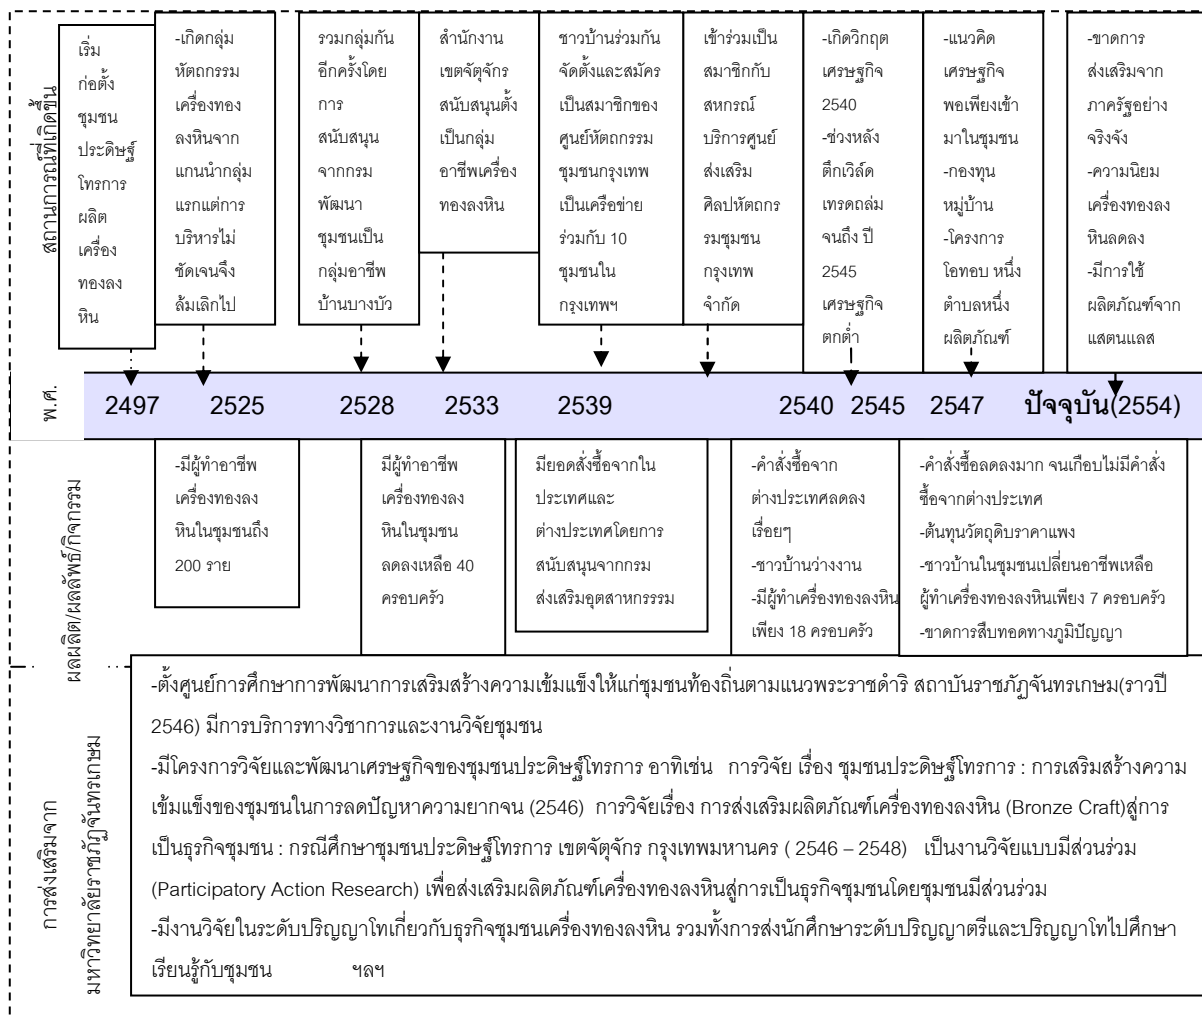 สถานการณ์ที่เกิดขึ้น
เริ่ม
ก่อตั้ง
ชุมชน
ประดิษฐ์
โทรการ
ผลิต
เครื่อง
ทองลง
หิน
-เกิดกลุ่ม
หัตถกรรม
เครื่องทอง
ลงหินจาก
แกนนำกลุ่ม
แรกแต่การ
บริหารไม่
ชัดเจนจึง
ล้มเลิกไป
รวมกลุ่มกัน
อีกครั้งโดย
การ
สนับสนุน
จากกรม
พัฒนา
ชุมชนเป็น
กลุ่มอาชีพ
บ้านบางบัว
สำนักงาน
เขตจัตุจักร
สนับสนุนตั้ง
เป็นกลุ่ม
อาชีพเครื่อง
ทองลงหิน
ชาวบ้านร่วมกัน
จัดตั้งและสมัคร
เป็นสมาชิกของ
ศูนย์หัตถกรรม
ชุมชนกรุงเทพ
เป็นเครือข่าย
ร่วมกับ 10
ชุมชนใน
กรุงเทพฯ
เข้าร่วมเป็น
สมาชิกกับ
สหกรณ์
บริการศูนย์
ส่งเสริม
ศิลปหัตถกร
รมชุมชน
กรุงเทพ
จำกัด
-เกิดวิกฤต
เศรษฐกิจ
2540
-ช่วงหลัง
ตึกเวิล์ด
เทรดถล่ม
จนถึง ปี
2545
เศรษฐกิจ
ตกต่ำ
-แนวคิด
เศรษฐกิจ
พอเพียงเข้า
มาในชุมชน
-กองทุน
หมู่บ้าน
-โครงการ
โอทอบ หนึ่ง
ตำบลหนึ่ง
ผลิตภัณฑ์
-ขาดการ
ส่งเสริมจาก
ภาครัฐอย่าง
จริงจัง
-ความนิยม
เครื่องทองลง
หินลดลง
-มีการใช้
ผลิตภัณฑ์จาก
แสตนแลส
พ.ศ.
2497 2525 2528 2533 2539 2540 2545 2547 ปัจจุบัน(2554)
ผลผลิต/ผลลัพธ์/กิจกรรม
-มีผู้ทำอาชีพ
เครื่องทองลง
หินในชุมชนถึง
200 ราย
มีผู้ทำอาชีพ
เครื่องทองลง
หินในชุมชน
ลดลงเหลือ 40
ครอบครัว
มียอดสั่งซื้อจากใน
ประเทศและ
ต่างประเทศโดยการ
สนับสนุนจากกรม
ส่งเสริมอุตสาหกรรรม
-คำสั่งซื้อจาก
ต่างประเทศลดลง
เรื่อยๆ
-ชาวบ้านว่างงาน
-มีผู้ทำเครื่องทองลงหิน
เพียง 18 ครอบครัว
-คำสั่งซื้อลดลงมาก จนเกือบไม่มีคำสั่ง
ซื้อจากต่างประเทศ
-ต้นทุนวัตถุดิบราคาแพง
-ชาวบ้านในชุมชนเปลี่ยนอาชีพเหลือ
ผู้ทำเครื่องทองลงหินเพียง 7 ครอบครัว
-ขาดการสืบทอดทางภูมิปัญญา
การส่งเสริมจาก
มหาวิทยาลัยราชภัฏจันทรเกษม
-ตั้งศูนย์การศึกษาการพัฒนาการเสริมสร้างความเข้มแข็งให้แก่ชุมชนท้องถิ่นตามแนวพระราชดำริ สถาบันราชภัฏจันทรเกษม(ราวปี
2546) มีการบริการทางวิชาการและงานวิจัยชุมชน
-มีโครงการวิจัยและพัฒนาเศรษฐกิจของชุมชนประดิษฐ์โทรการ อาทิเช่น การวิจัย เรื่อง ชุมชนประดิษฐ์โทรการ : การเสริมสร้างความ
เข้มแข็งของชุมชนในการลดปัญหาความยากจน (2546) การวิจัยเรื่อง การส่งเสริมผลิตภัณฑ์เครื่องทองลงหิน (Bronze Craft)สู่การ
เป็นธุรกิจชุมชน : กรณีศึกษาชุมชนประดิษฐ์โทรการ เขตจัตุจักร กรุงเทพมหานคร ( 2546 – 2548) เป็นงานวิจัยแบบมีส่วนร่วม
(Participatory Action Research) เพื่อส่งเสริมผลิตภัณฑ์เครื่องทองลงหินสู่การเป็นธุรกิจชุมชนโดยชุมชนมีส่วนร่วม
-มีงานวิจัยในระดับปริญญาโทเกี่ยวกับธุรกิจชุมชนเครื่องทองลงหิน รวมทั้งการส่งนักศึกษาระดับปริญญาตรีและปริญญาโทไปศึกษา
เรียนรู้กับชุมชน ฯลฯ